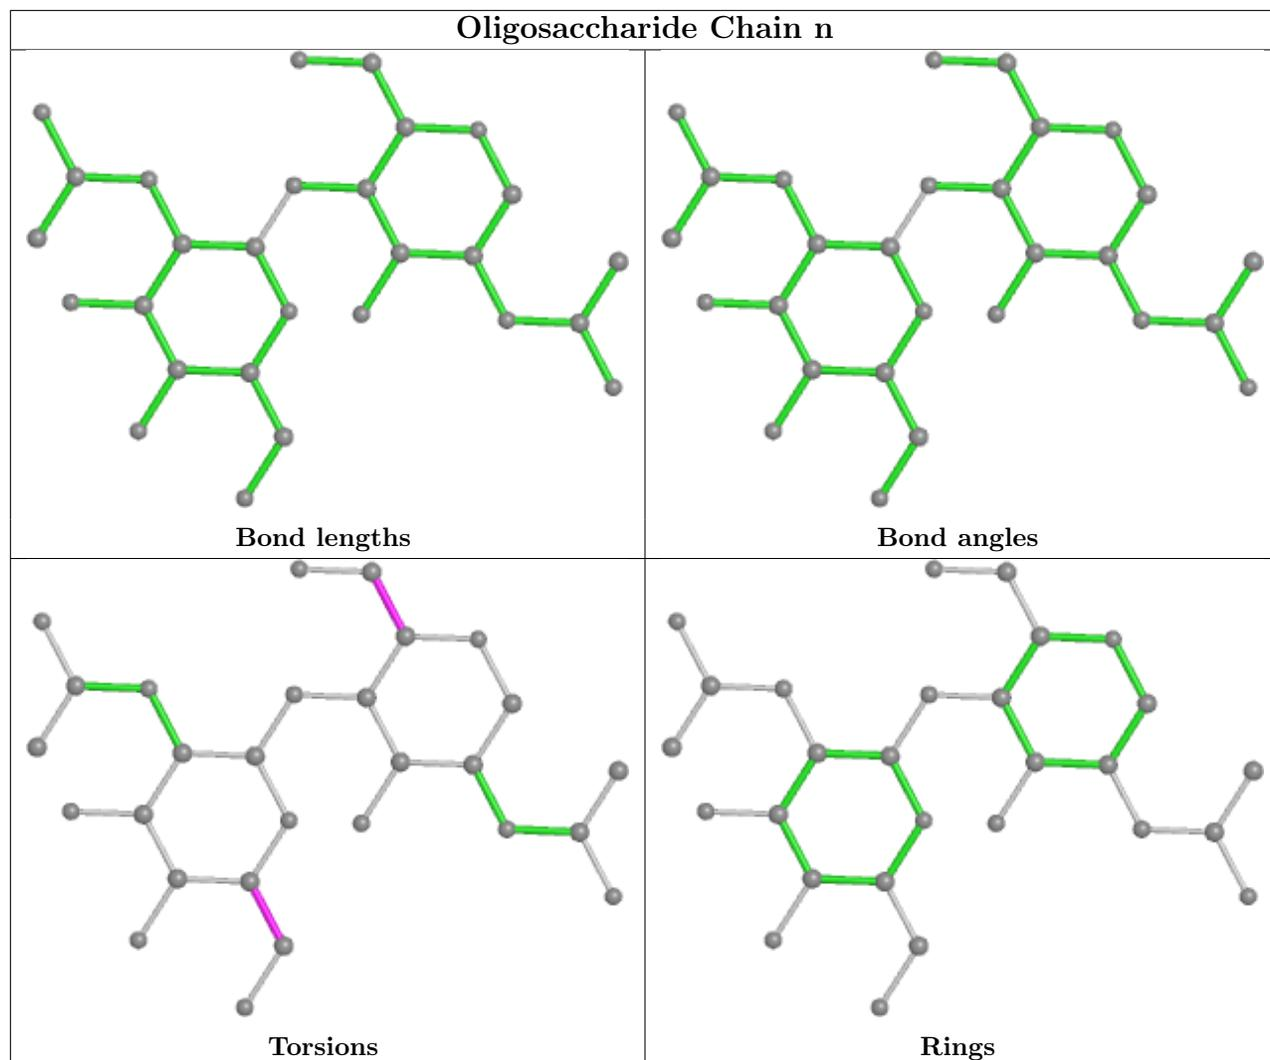 Oligosaccharide Chain n
Bond lengths
Bond angles
Torsions
Rings